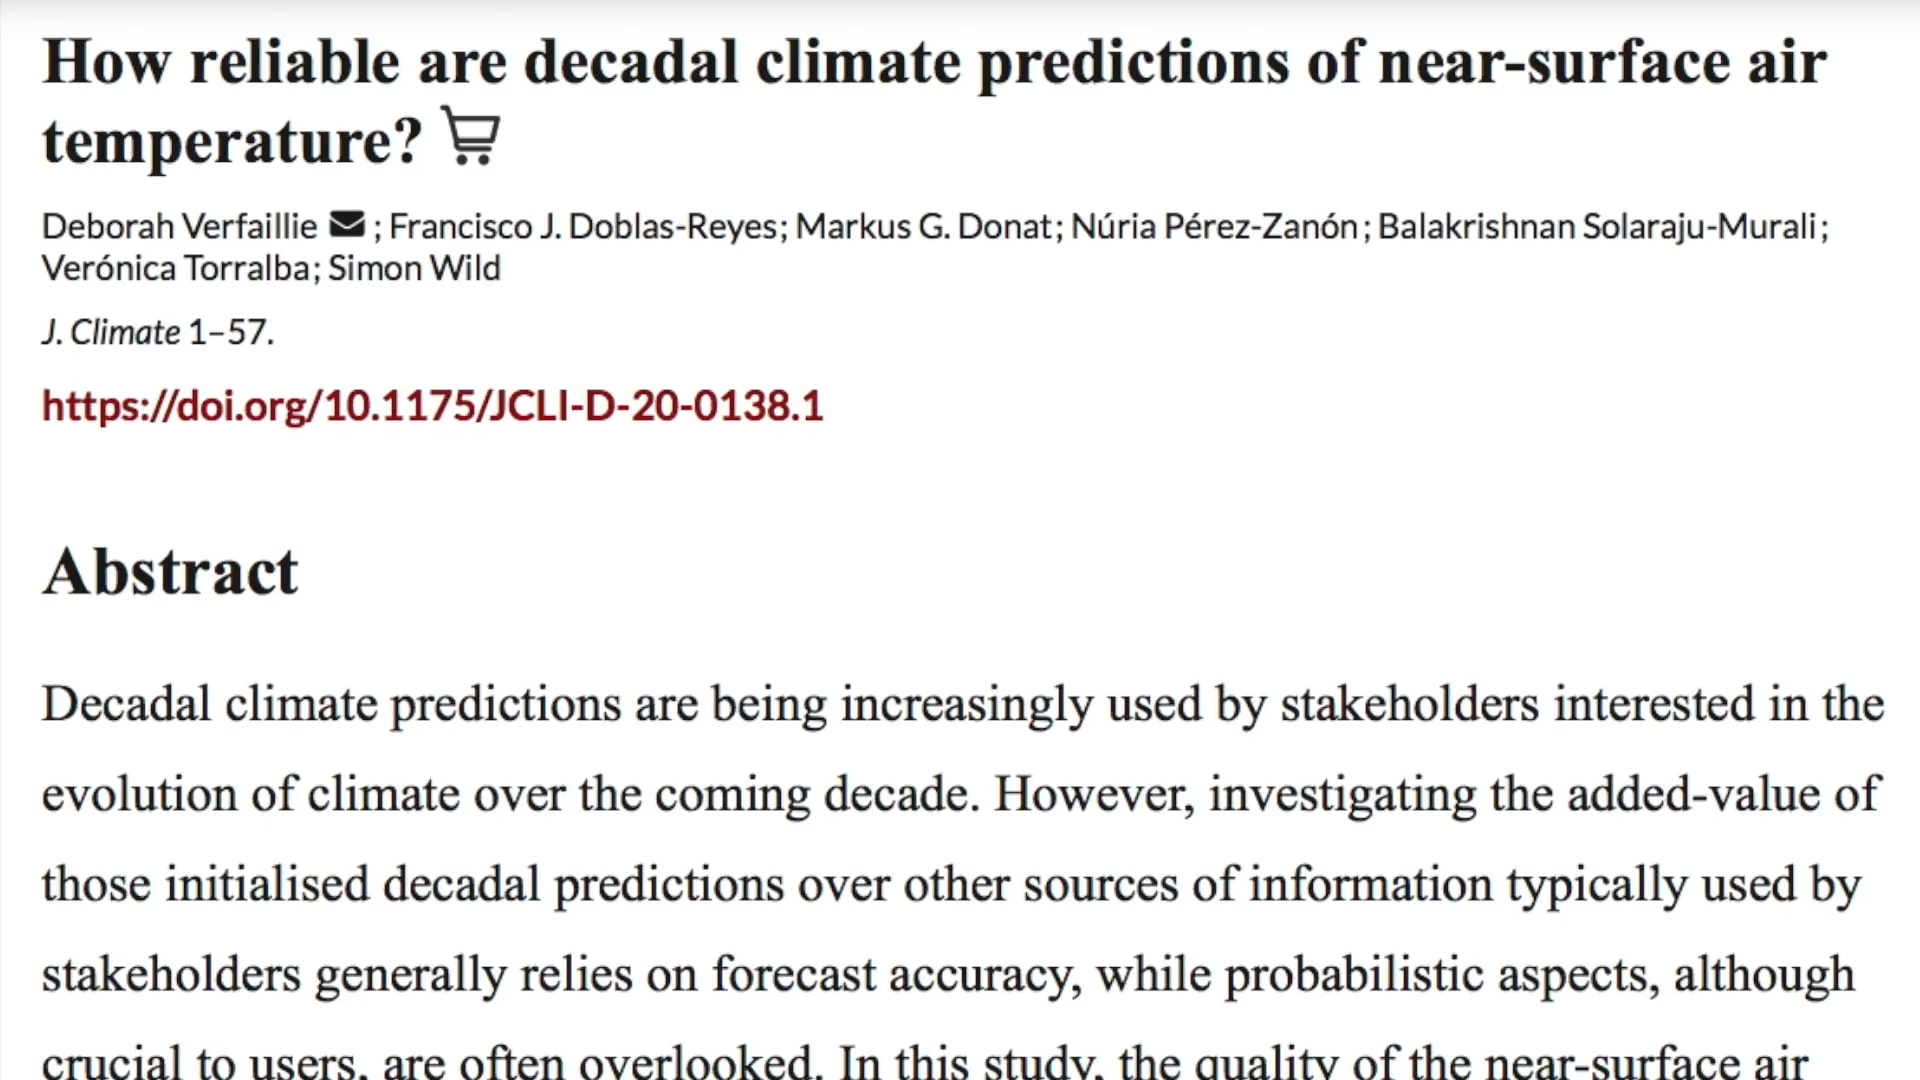 How reliable are decadal climate predictions of near-surface air
temperature?
Deborah Verfaillie ; Francisco J. Doblas-Reyes; Markus G. Donat; Núria Pérez-Zanón; Balakrishnan Solaraju-Murali;
Verónica Torralba; Simon Wild
J. Climate 1–57.
https://doi.org/10.1175/JCLI-D-20-0138.1
Abstract
Decadal climate predictions are being increasingly used by stakeholders interested in the
evolution of climate over the coming decade. However, investigating the added-value of
those initialised decadal predictions over other sources of information typically used by
stakeholders generally relies on forecast accuracy, while probabilistic aspects, although
crucial to users, are often overlooked. In this study, the quality of the near-surface air